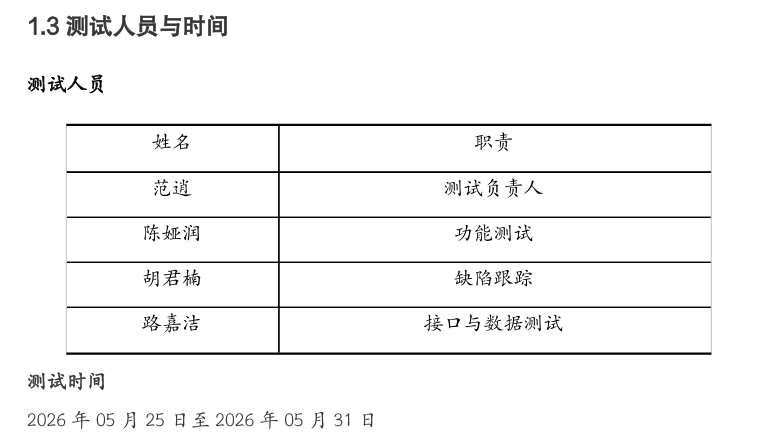 1.3 测试人员与时间
测试人员
姓名 职责
范逍 测试负责人
陈娅润 功能测试
胡君楠 缺陷跟踪
路嘉洁 接口与数据测试
测试时间
2026 年 05 月 25 日至 2026 年 05 月 31 日